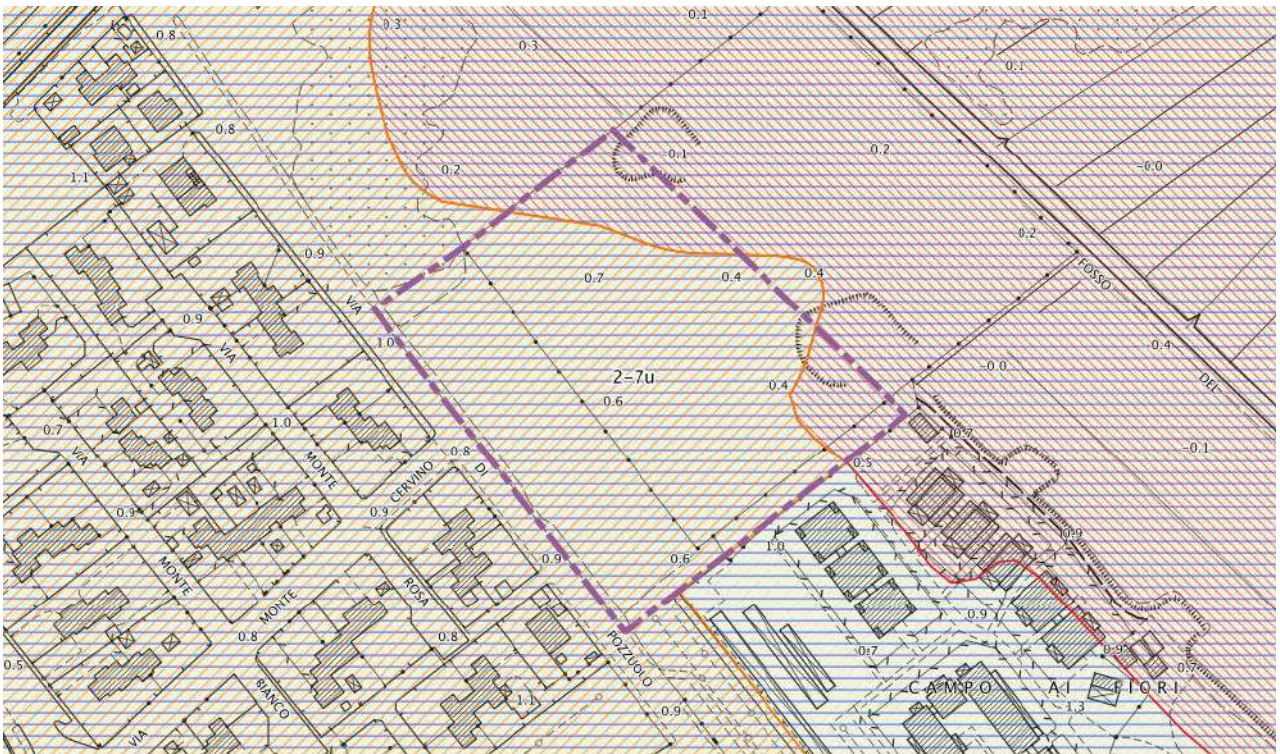 0.8
0.3
0.1
0.3
0.1
0.8
1.1
0.2
-0.1
0.2
-0.0
0.2
0.9
0.7
0.4
0.4
FOSSO
DEL
VIA
0.9
VIA
1.0
0.4
-0.0
-0.1
2-7u
0.6
0.4
0.7
VIA
1.0
MONTE
0.8
DI
CERVINO
0.5
0.9
0.9
MONTE
0.9
0.6
1.0
0.9
ROSA
MONTE
0.8
0.8
POZZUOLO
0.7
0.9
0.9
0.7
0.5
BIANCO
VIA
1.1
0.9
CAMPO AI FIORI
1.3